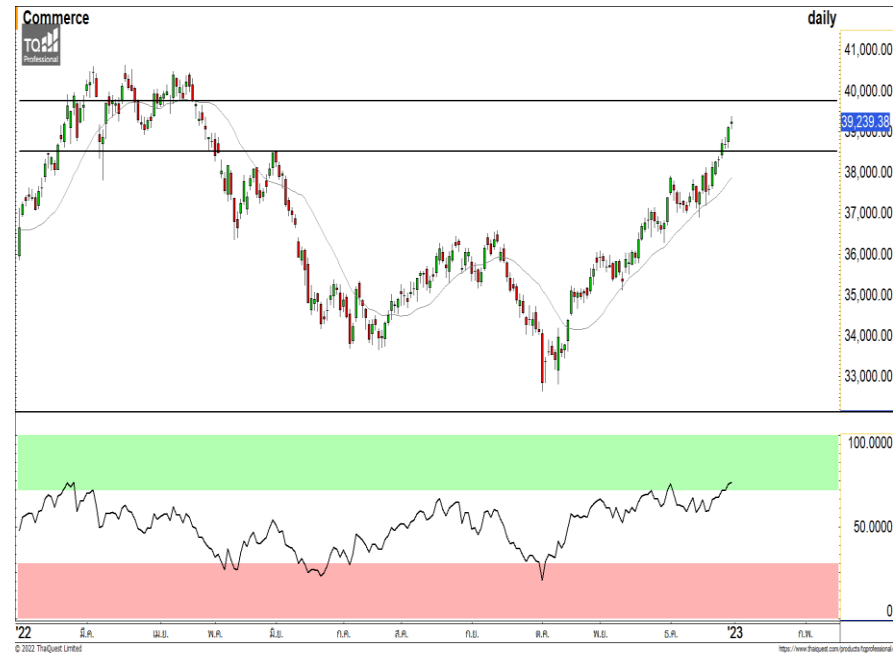 Commerce
daily
TQ
Professional
41,000.00
40,000.00
39,239.38
39,000.00
38,000.00
37,000.00
36,000.00
35,000.00
34,000.00
33,000.00
100.0000
50.0000
0
'22 มี.ค. เม.ย. พ.ค. มิ.ย. ก.ค. ส.ค. ก.ย. ต.ค. พ.ย. ธ.ค. '23 ก.พ.
© 2022 ThaiQuest Limited
https://www.thaiquest.com/products/tqprofessional